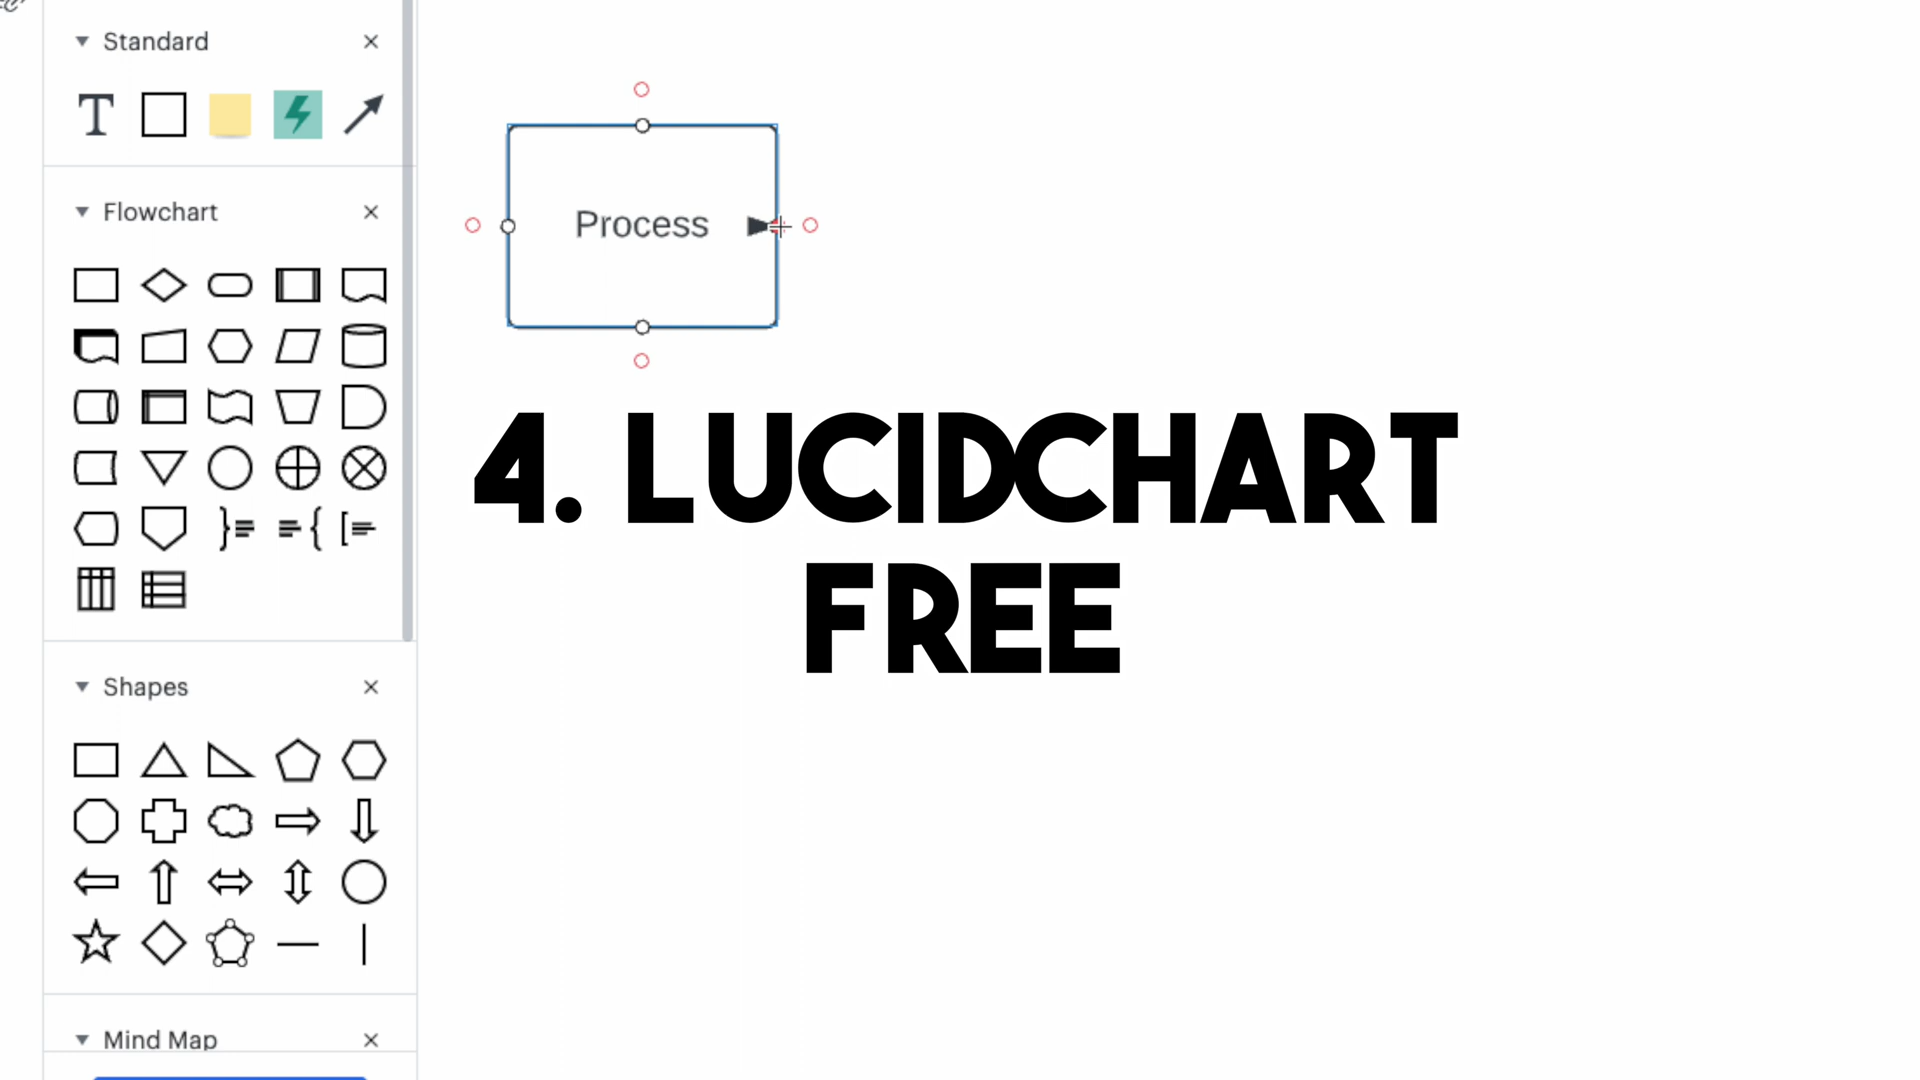 Standard
T
Flowchart
Process
4. LUCIDCHART
FREE
Shapes
Mind Map